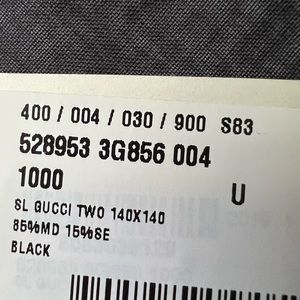 400 / 004 / 030 / 900 S83
528953 3G856 004
1000 U
SL GUCCI TWO 140X140
85%MD 15%SE
BLACK